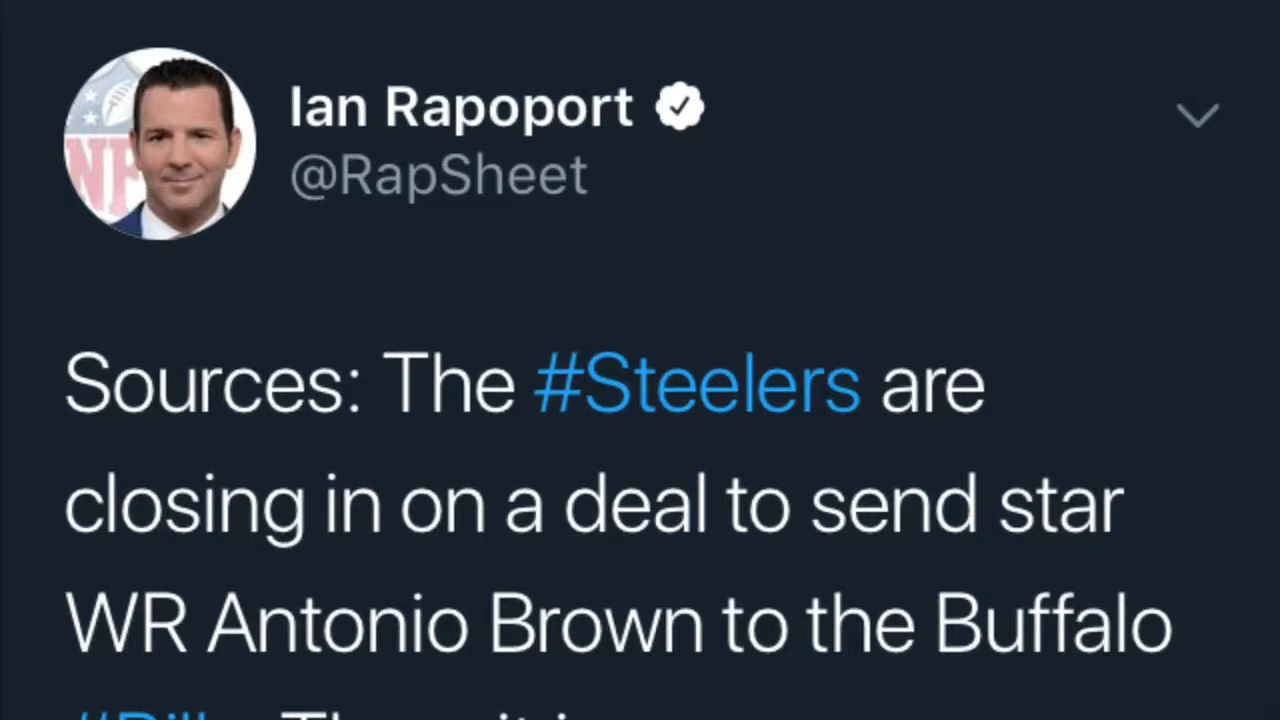 Ian Rapoport
@RapSheet
Sources: The #Steelers are
closing in on a deal to send star
WR Antonio Brown to the Buffalo